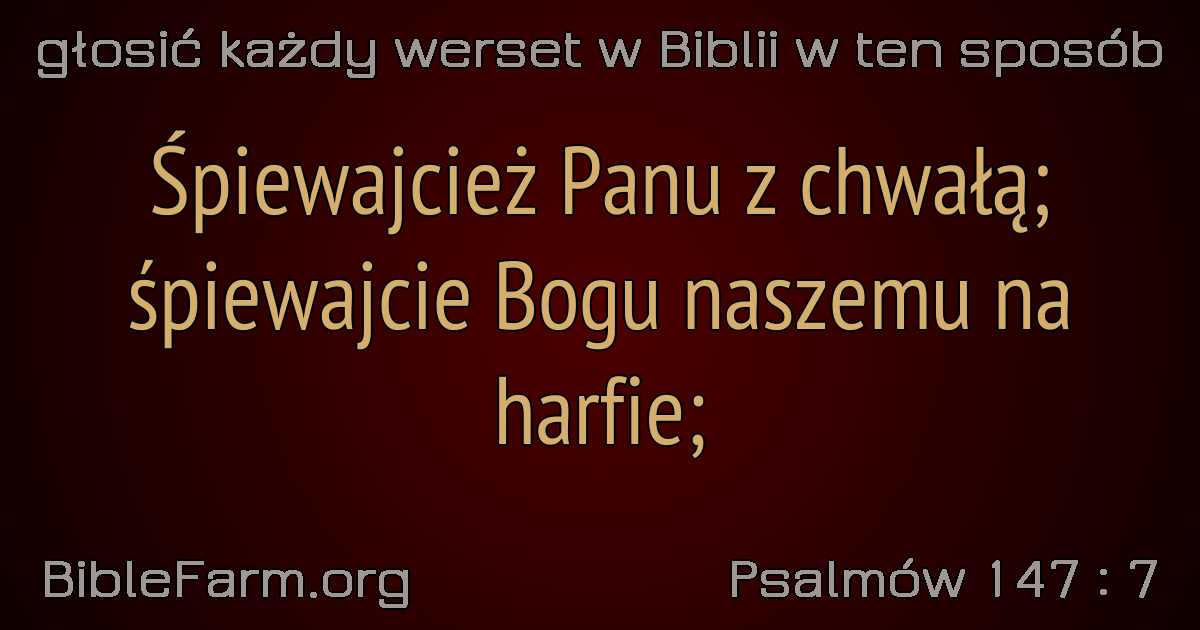 głosić każdy werset w Biblii w ten sposób
Śpiewajcież Panu z chwałą;
śpiewajcie Bogu naszemu na
harfie;
BibleFarm.org
Psalmów 147 : 7